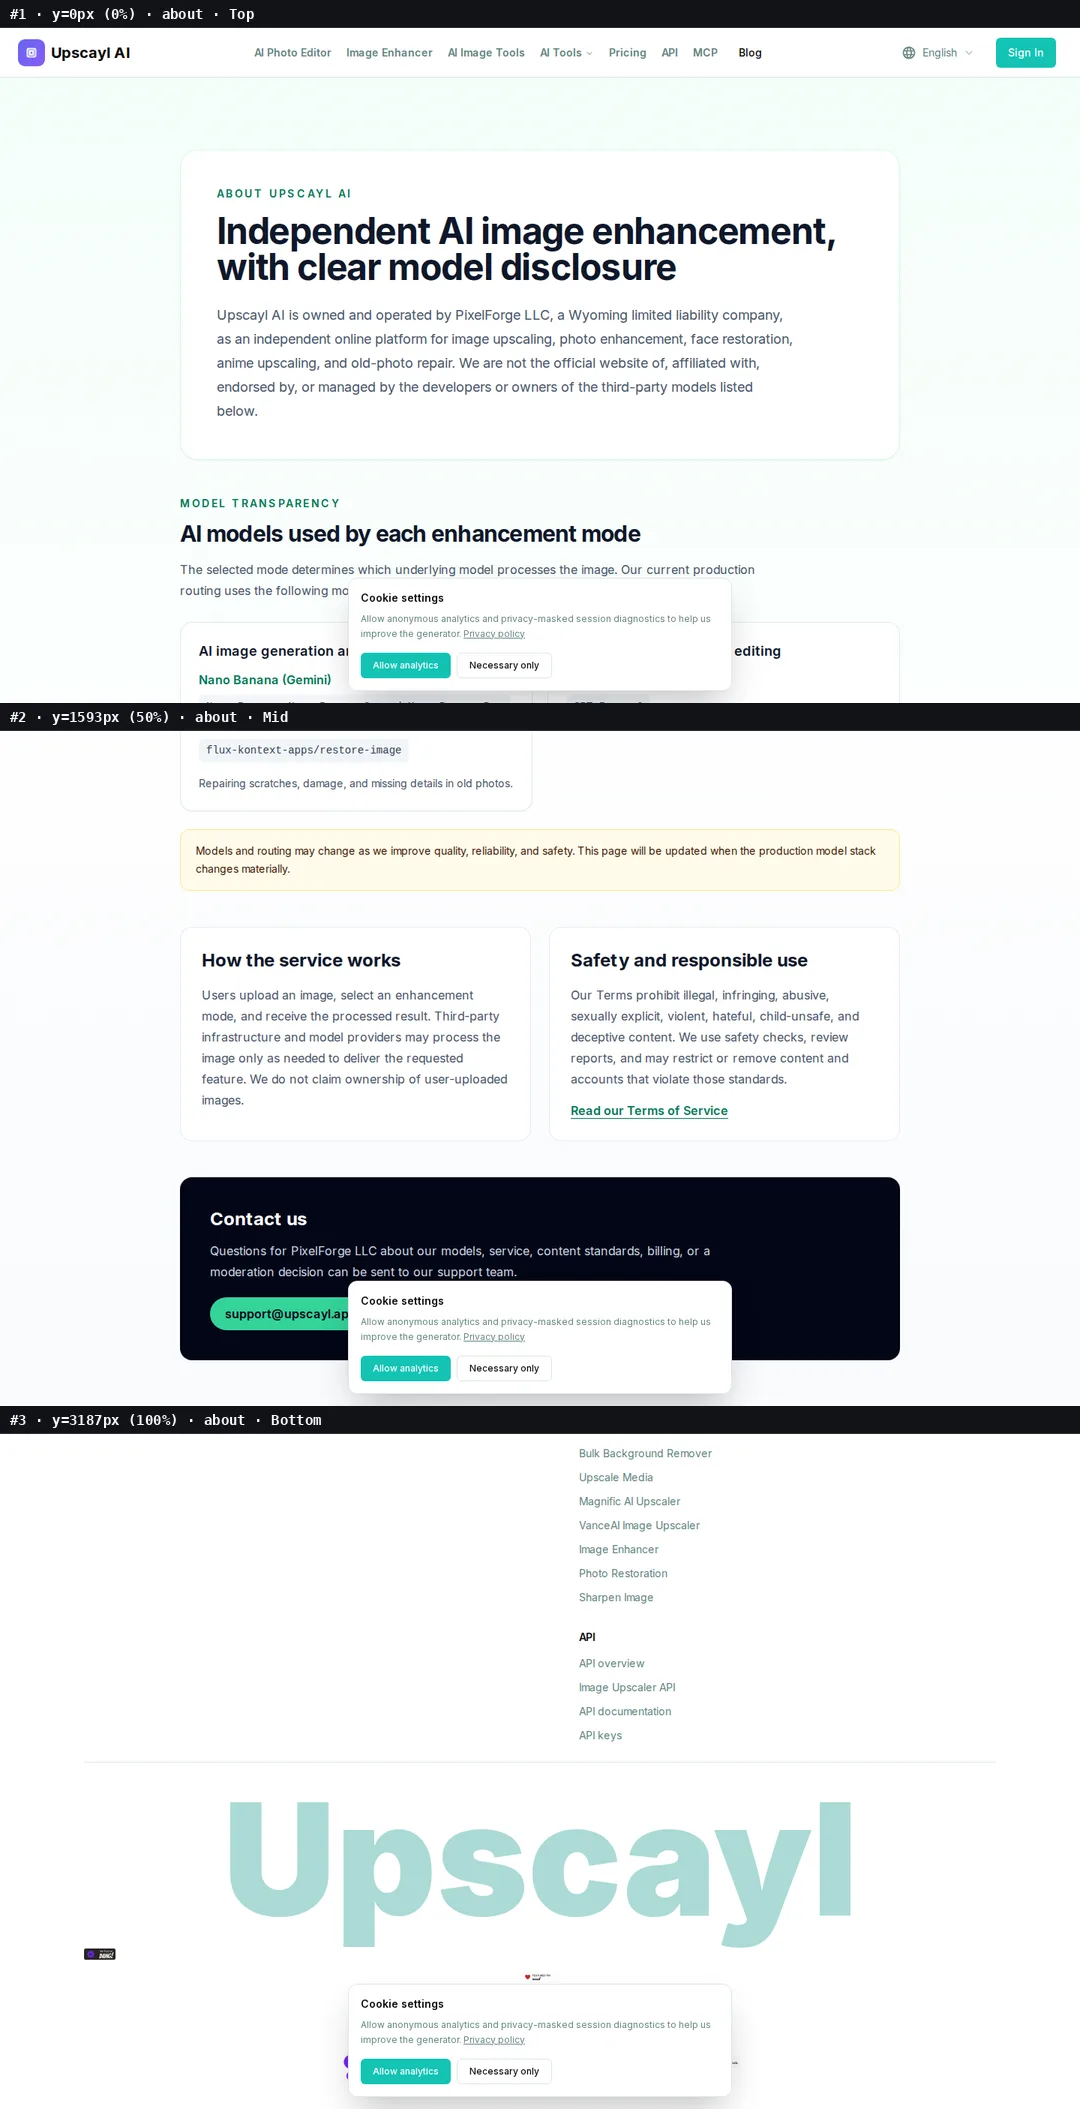 #1 · y=0px (0%) · about · Top
Upscayl AI
AI Photo Editor
Image Enhancer
AI Image Tools
AI Tools
Pricing
API
MCP
Blog
English
Sign In
ABOUT UPSCAYL AI
Independent AI image enhancement,
with clear model disclosure
Upscayl AI is owned and operated by PixelForge LLC, a Wyoming limited liability company,
as an independent online platform for image upscaling, photo enhancement, face restoration,
anime upscaling, and old-photo repair. We are not the official website of, affiliated with,
endorsed by, or managed by the developers or owners of the third-party models listed
below.
MODEL TRANSPARENCY
AI models used by each enhancement mode
The selected mode determines which underlying model processes the image. Our current production
routing uses the following mo
AI image generation a
editing
Nano Banana (Gemini)
Cookie settings
Allow anonymous analytics and privacy-masked session diagnostics to help us
improve the generator. Privacy policy
Allow analytics
Necessary only
#2 · y=1593px (50%) · about · Mid
flux-kontext-apps/restore-image
Repairing scratches, damage, and missing details in old photos.
Models and routing may change as we improve quality, reliability, and safety. This page will be updated when the production model stack
changes materially.
How the service works
Users upload an image, select an enhancement
mode, and receive the processed result. Third-party
infrastructure and model providers may process the
image only as needed to deliver the requested
feature. We do not claim ownership of user-uploaded
images.
Safety and responsible use
Our Terms prohibit illegal, infringing, abusive,
sexually explicit, violent, hateful, child-unsafe, and
deceptive content. We use safety checks, review
reports, and may restrict or remove content and
accounts that violate those standards.
Read our Terms of Service
Contact us
Questions for PixelForge LLC about our models, service, content standards, billing, or a
moderation decision can be sent to our support team.
support@upscayl.ap
Cookie settings
Allow anonymous analytics and privacy-masked session diagnostics to help us
improve the generator. Privacy policy
Allow analytics
Necessary only
#3 · y=3187px (100%) · about · Bottom
Bulk Background Remover
Upscale Media
Magnific AI Upscaler
VanceAI Image Upscaler
Image Enhancer
Photo Restoration
Sharpen Image
API
API overview
Image Upscaler API
API documentation
API keys
Upscayl
Cookie settings
Allow anonymous analytics and privacy-masked session diagnostics to help us
improve the generator. Privacy policy
Allow analytics
Necessary only